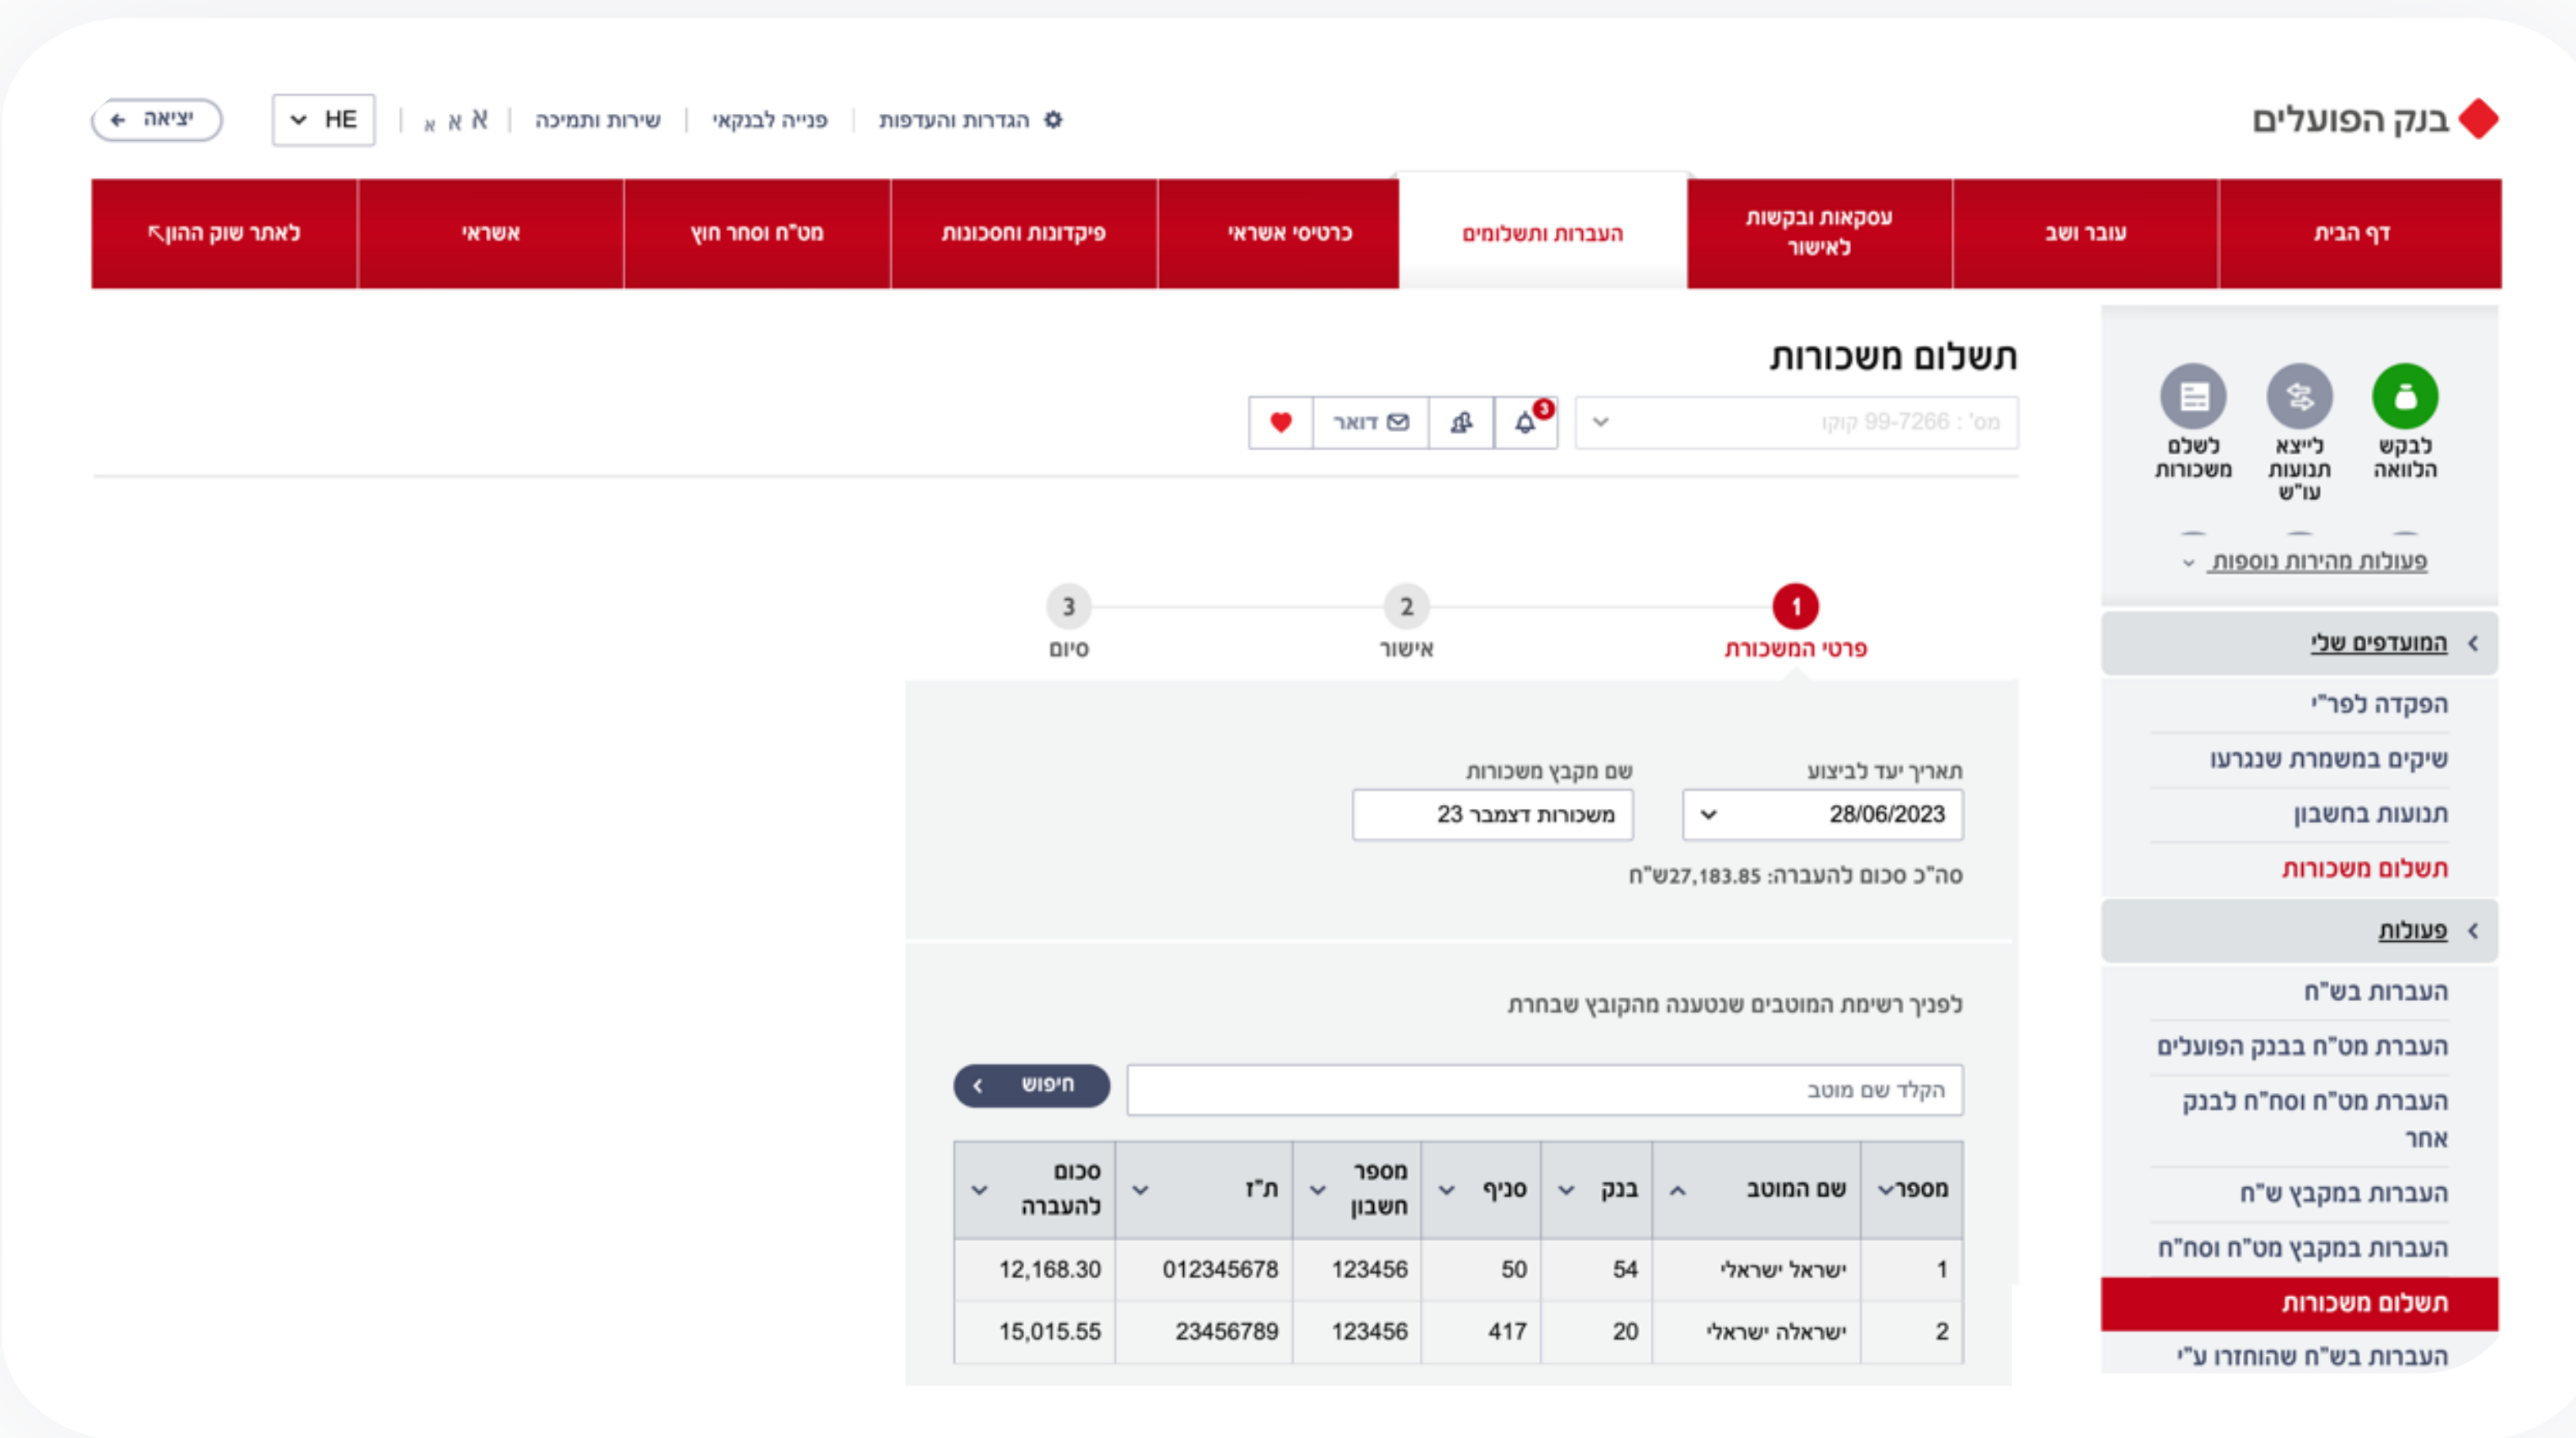 בנק הפועלים
הגדרות והעדפות | פנייה לבנקאי | שירות ותמיכה | א א א | HE
יציאה
דף הבית
עובר ושב
עסקאות ובקשות
לאישור
העברות ותשלומים
כרטיסי אשראי
פיקדונות וחסכונות
מט"ח וסחר חוץ
אשראי
לאתר שוק ההון
לבקש
הלוואה
לייצא
תנועות
עו"ש
לשלם
משכורות
פעולות מהירות נוספות
המועדפים שלי
הפקדה לפר"י
שיקים במשמרת שנגרעו
תנועות בחשבון
תשלום משכורות
פעולות
העברות בש"ח
העברת מט"ח בבנק הפועלים
העברת מט"ח וסח"ח לבנק
אחר
העברות במקבץ ש"ח
העברות במקבץ מט"ח וסח"ח
תשלום משכורות
העברות בש"ח שהוחזרו ע"י
תשלום משכורות
מס' : 99-7266 קוקו
3
דואר
1 2 3
פרטי המשכורת אישור סיום
תאריך יעד לביצוע שם מקבץ משכורות
28/06/2023 משכורות דצמבר 23
סה"כ סכום להעברה: 27,183.85ש"ח
לפניך רשימת המוטבים שנטענה מהקובץ שבחרת
הקלד שם מוטב חיפוש
מספר שם המוטב בנק סניף מספר חשבון ת"ז סכום להעברה
1 ישראל ישראלי 54 50 123456 012345678 12,168.30
2 ישראלה ישראלי 20 417 123456 23456789 15,015.55